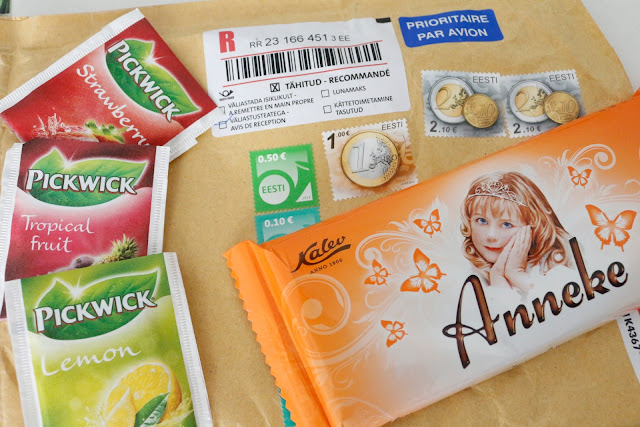 PICKWICK
Strawberry
PICKWICK
Tropical
fruit
PICKWICK
Lemon
R
RR 23 166 451 3 EE
TÄHITUD - RECOMMANDÉ
VÄLJASTADA ISIKLIKULT -
A REMETTRE EN MAIN PROPRE
VÄLJASTUSTEATEGA -
AVIS DE RECEPTION
LUNAMAKS
KÄTTETOIMETAMINE
TASUTUD
PRIORITAIRE
PAR AVION
EESTI
2.10 €
EESTI
2.10 €
1.00€ EESTI
0.50 €
EESTI
0.10 €
Kalev
ANNO 1806
Anneke
1K4367